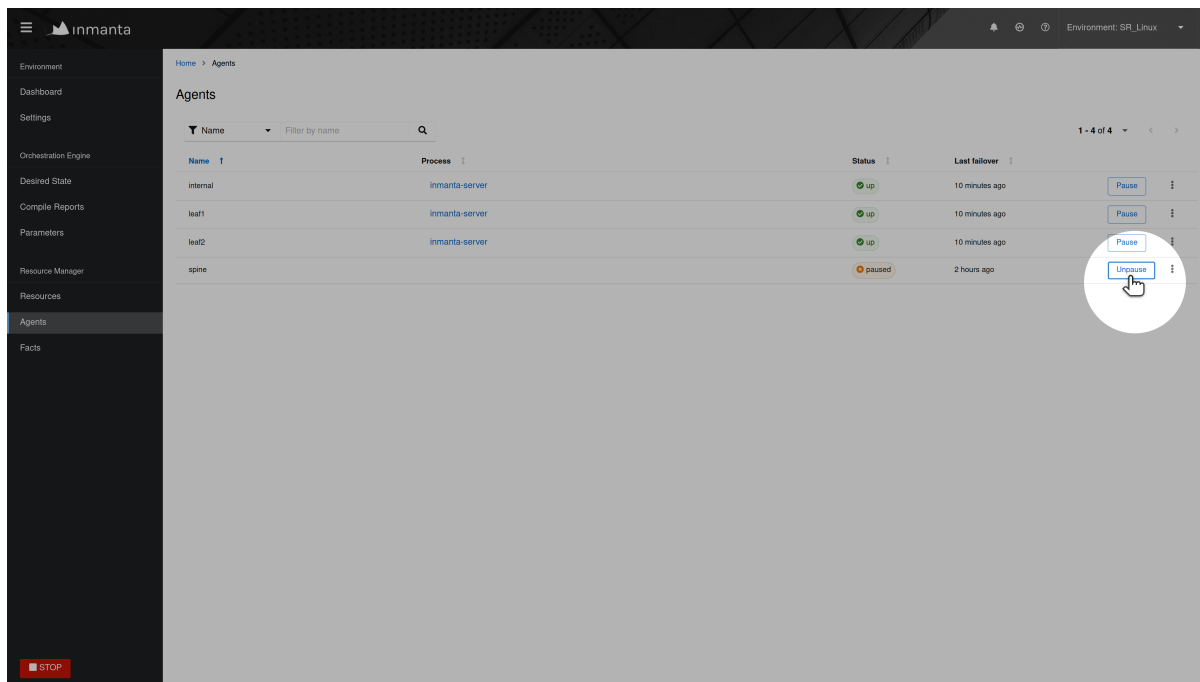 inmanta
Environment: SR_Linux
Environment
Dashboard
Settings
Orchestration Engine
Desired State
Compile Reports
Parameters
Resource Manager
Resources
Agents
Facts
STOP
Home > Agents
Agents
Name Filter by name 1 - 4 of 4
Name Process Status Last failover
internal inmanta-server up 10 minutes ago Pause
leaf1 inmanta-server up 10 minutes ago Pause
leaf2 inmanta-server up 10 minutes ago Pause
spine paused 2 hours ago Unpause